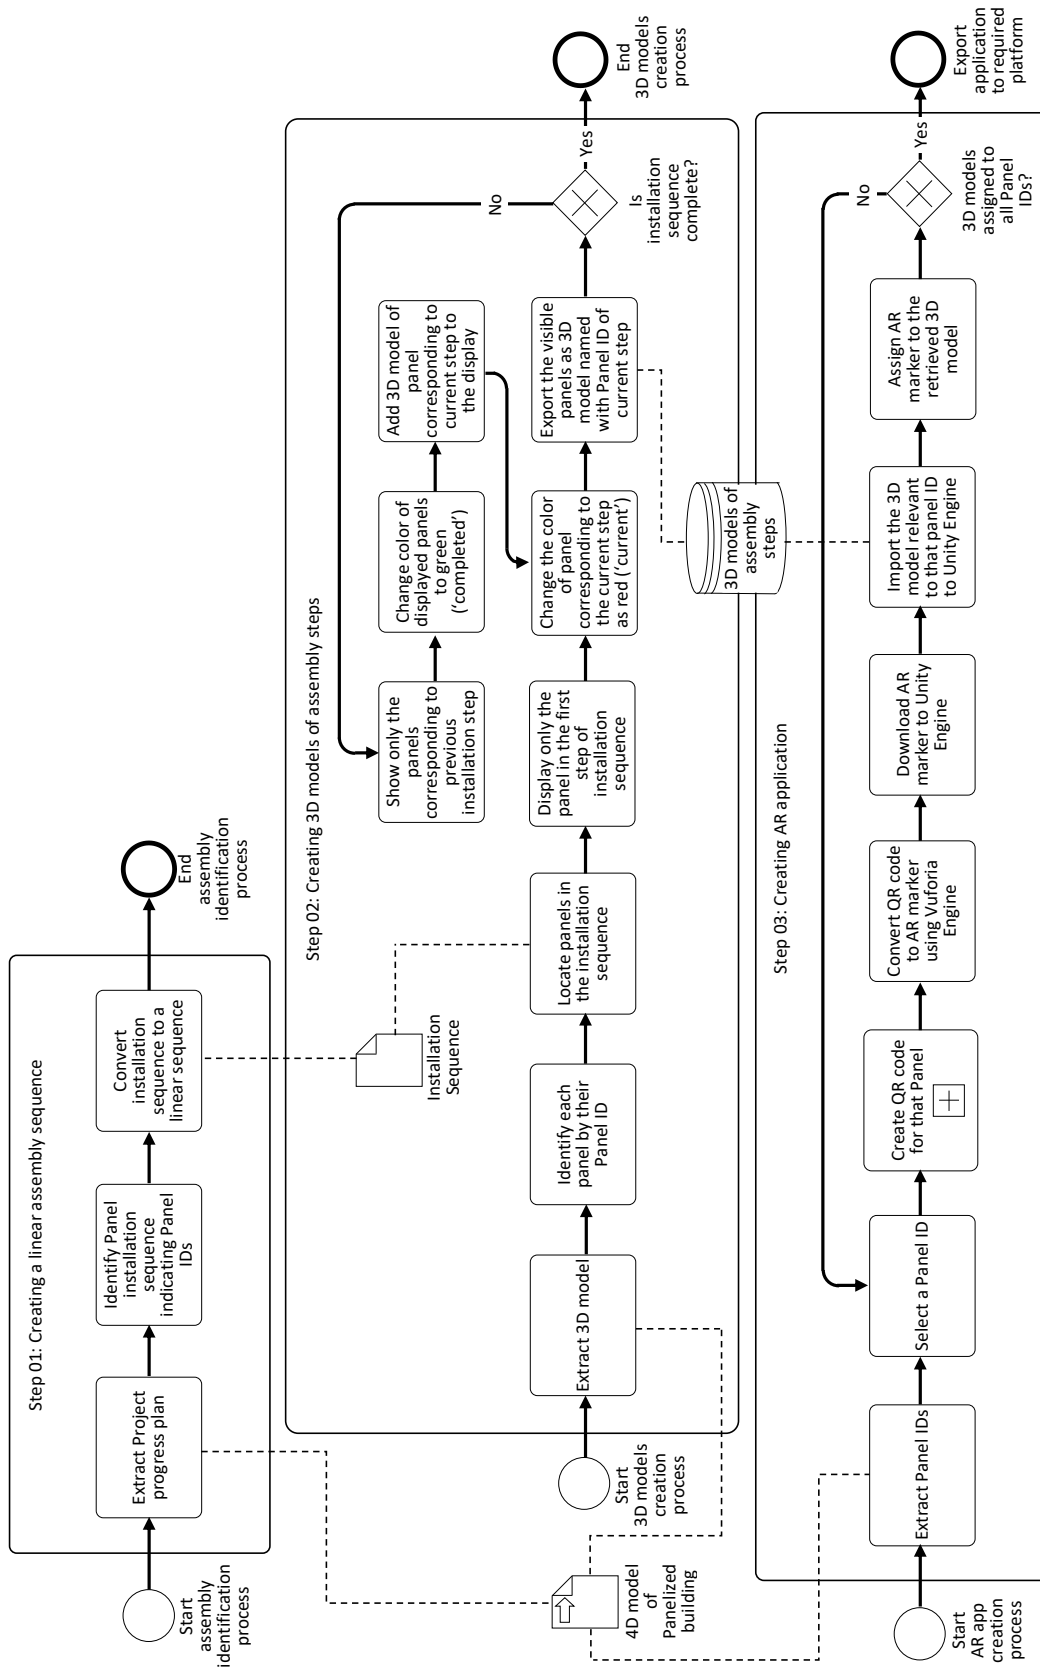 Step 01: Creating a linear assembly sequence
Start
assembly
identification
process
Extract Project
progress plan
Identify Panel
installation
sequence
indicating Panel
IDs
Convert
installation
sequence to a
linear sequence
End
assembly
identification
process
4D model
of
Panelized
building
Installation
Sequence
Step 02: Creating 3D models of assembly steps
Start
3D models
creation
process
Extract 3D model
Identify each
panel by their
Panel ID
Locate panels in
the installation
sequence
Display only the
panel in the first
step of
installation
sequence
Show only the
panels
corresponding to
previous
installation step
Change color of
displayed panels
to green
(‘completed’)
Add 3D model of
panel
corresponding to
current step to
the display
Change the color
of panel
corresponding to
the current step
as red (‘current’)
Export the visible
panels as 3D
model named
with Panel ID of
current step
No
Yes
Is
installation
sequence
complete?
End
3D models
creation
process
3D models of
assembly
steps
Step 03: Creating AR application
Start
AR app
creation
process
Extract Panel IDs
Select a Panel ID
Create QR code
for that Panel
Convert QR code
to AR marker
using Vuforia
Engine
Download AR
marker to Unity
Engine
Import the 3D
model relevant
to that panel ID
to Unity Engine
Assign AR
marker to the
retrieved 3D
model
No
Yes
3D models
assigned to
all Panel
IDs?
Export
application
to required
platform